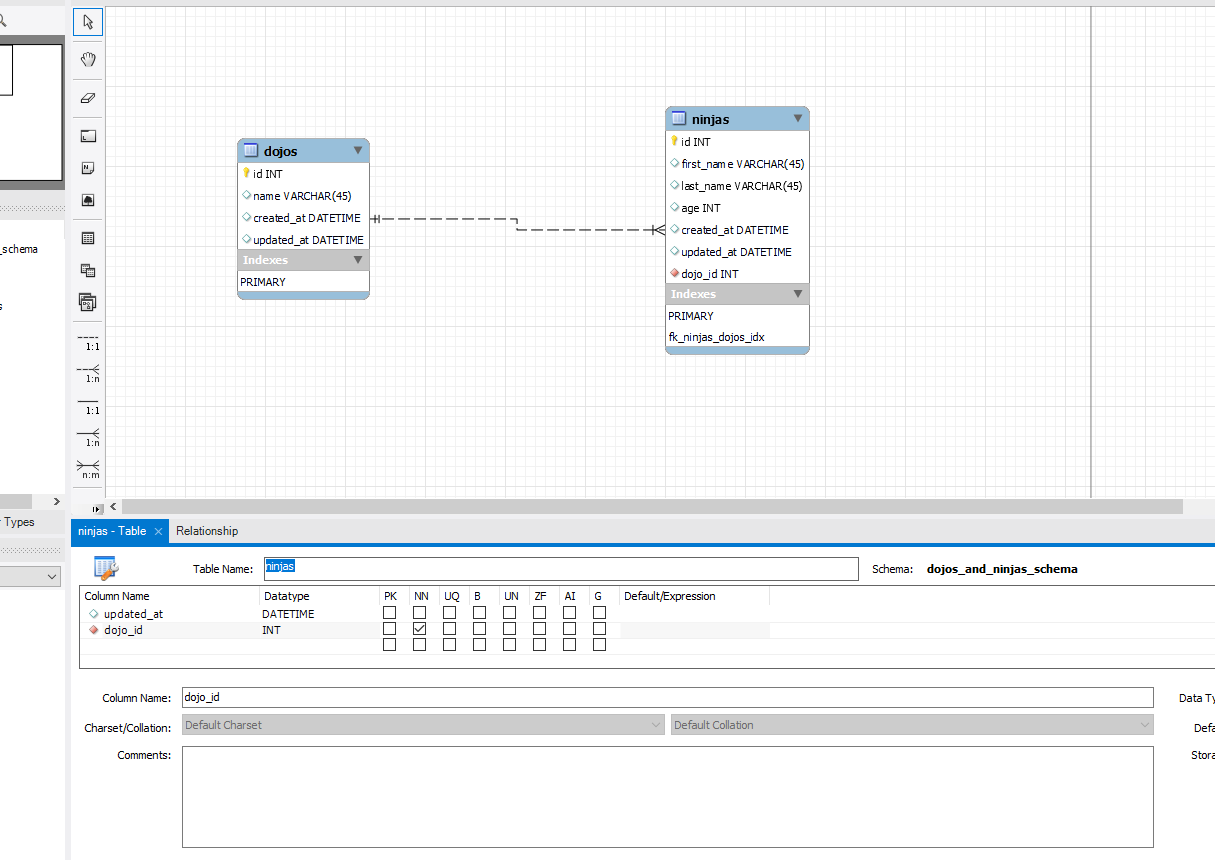 dojos
id INT
name VARCHAR(45)
created_at DATETIME
updated_at DATETIME
Indexes
PRIMARY
ninjas
id INT
first_name VARCHAR(45)
last_name VARCHAR(45)
age INT
created_at DATETIME
updated_at DATETIME
dojo_id INT
Indexes
PRIMARY
fk_ninjas_dojos_idx
_schema
s
1:1
1:n
1:1
1:n
n:m
Types
ninjas - Table Relationship
Table Name: ninjas Schema: dojos_and_ninjas_schema
Column Name Datatype PK NN UQ B UN ZF AI G Default/Expression
updated_at DATETIME
dojo_id INT
Column Name: dojo_id Data Ty
Charset/Collation: Default Charset Default Collation Defa
Comments: Stora